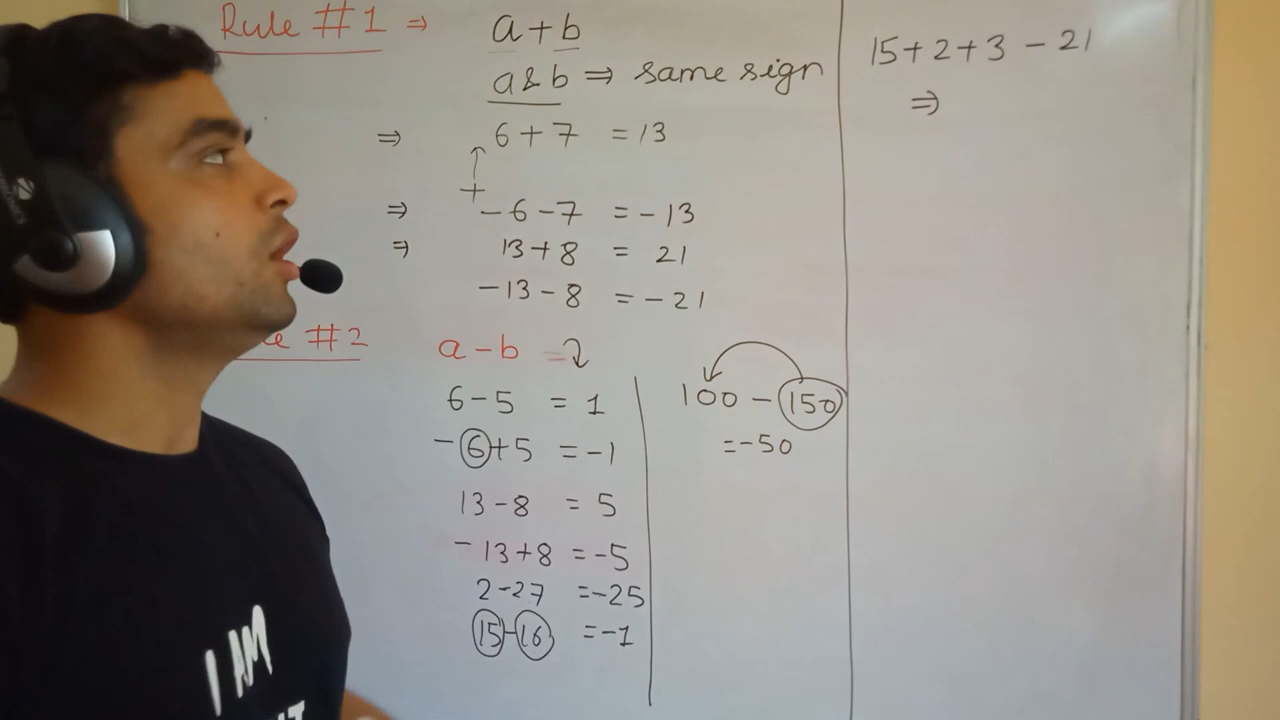 Rule #1 ⇒ a+b
a&b ⇒ same sign
⇒ 6+7 =13
↑
+
⇒ -6-7 =-13
⇒ 13+8 = 21
-13-8 =-21
#2 a-b =
6-5 = 1
-6+5 =-1
13-8 = 5
-13+8 =-5
2-27 =-25
15-16 =-1
100-150
=-50
15+2+3-21
⇒
I AM